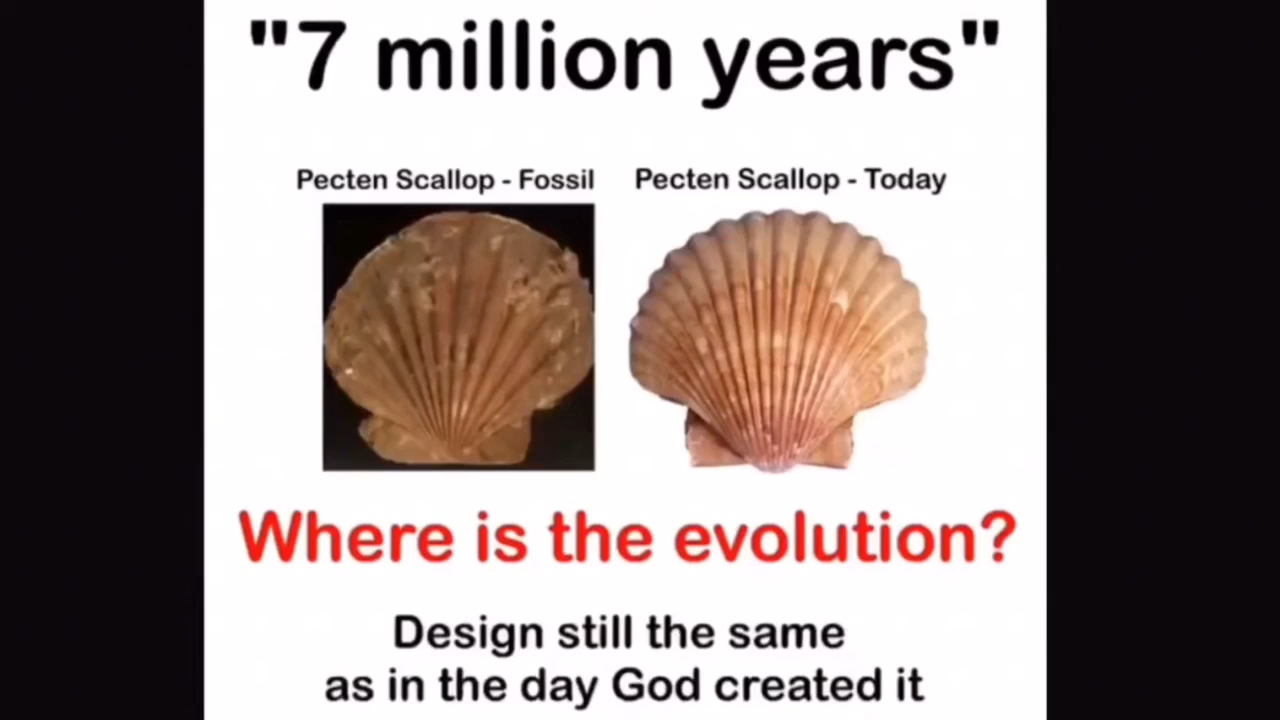 "7 million years"
Pecten Scallop - Fossil
Pecten Scallop - Today
Where is the evolution?
Design still the same
as in the day God created it